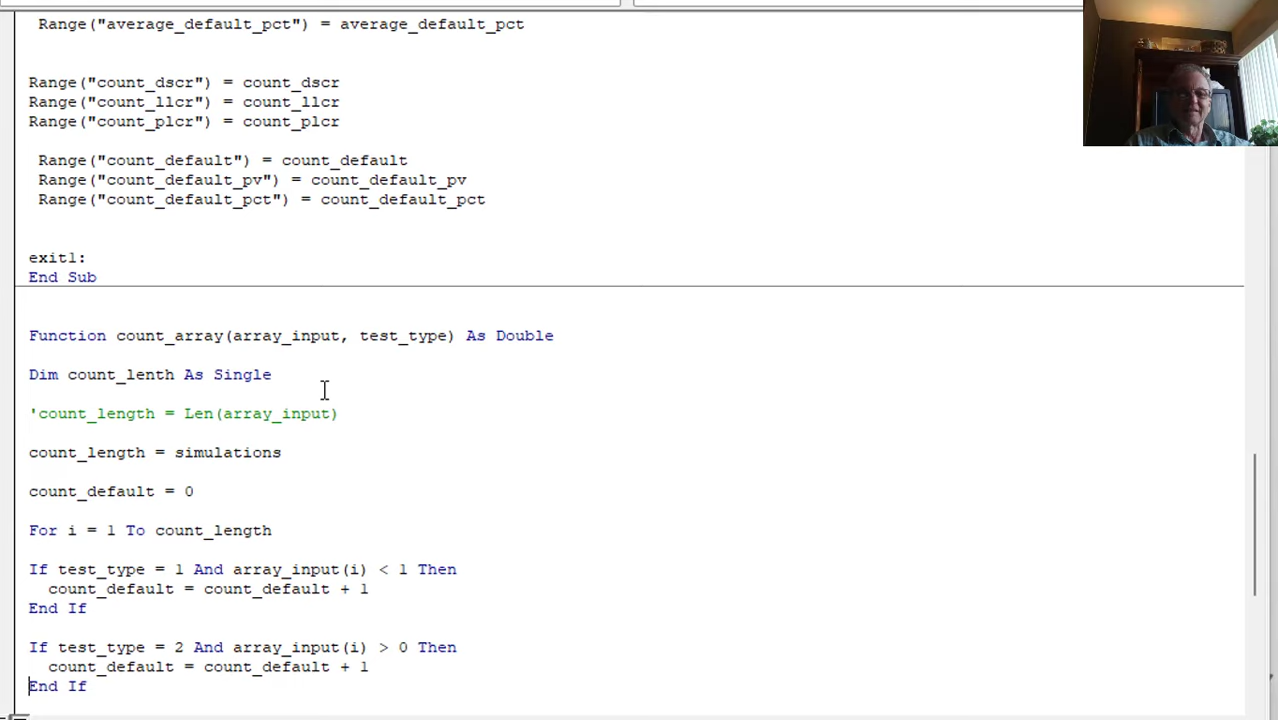 Range("average_default_pct") = average_default_pct
Range("count_dscr") = count_dscr
Range("count_llcr") = count_llcr
Range("count_plcr") = count_plcr
Range("count_default") = count_default
Range("count_default_pv") = count_default_pv
Range("count_default_pct") = count_default_pct
exit1:
End Sub
Function count_array(array_input, test_type) As Double
Dim count_lenth As Single
'count_length = Len(array_input)
count_length = simulations
count_default = 0
For i = 1 To count_length
If test_type = 1 And array_input(i) < 1 Then
count_default = count_default + 1
End If
If test_type = 2 And array_input(i) > 0 Then
count_default = count_default + 1
End If